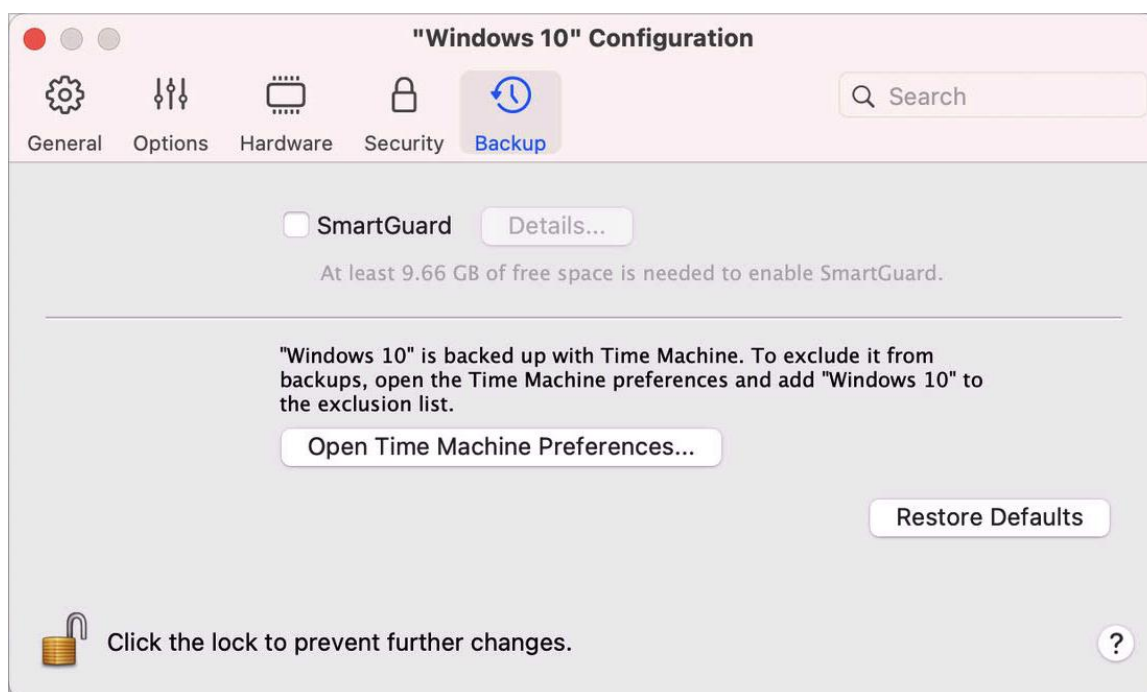 "Windows 10" Configuration
General Options Hardware Security Backup
Search
SmartGuard Details...
At least 9.66 GB of free space is needed to enable SmartGuard.
"Windows 10" is backed up with Time Machine. To exclude it from
backups, open the Time Machine preferences and add "Windows 10" to
the exclusion list.
Open Time Machine Preferences...
Restore Defaults
Click the lock to prevent further changes.
?